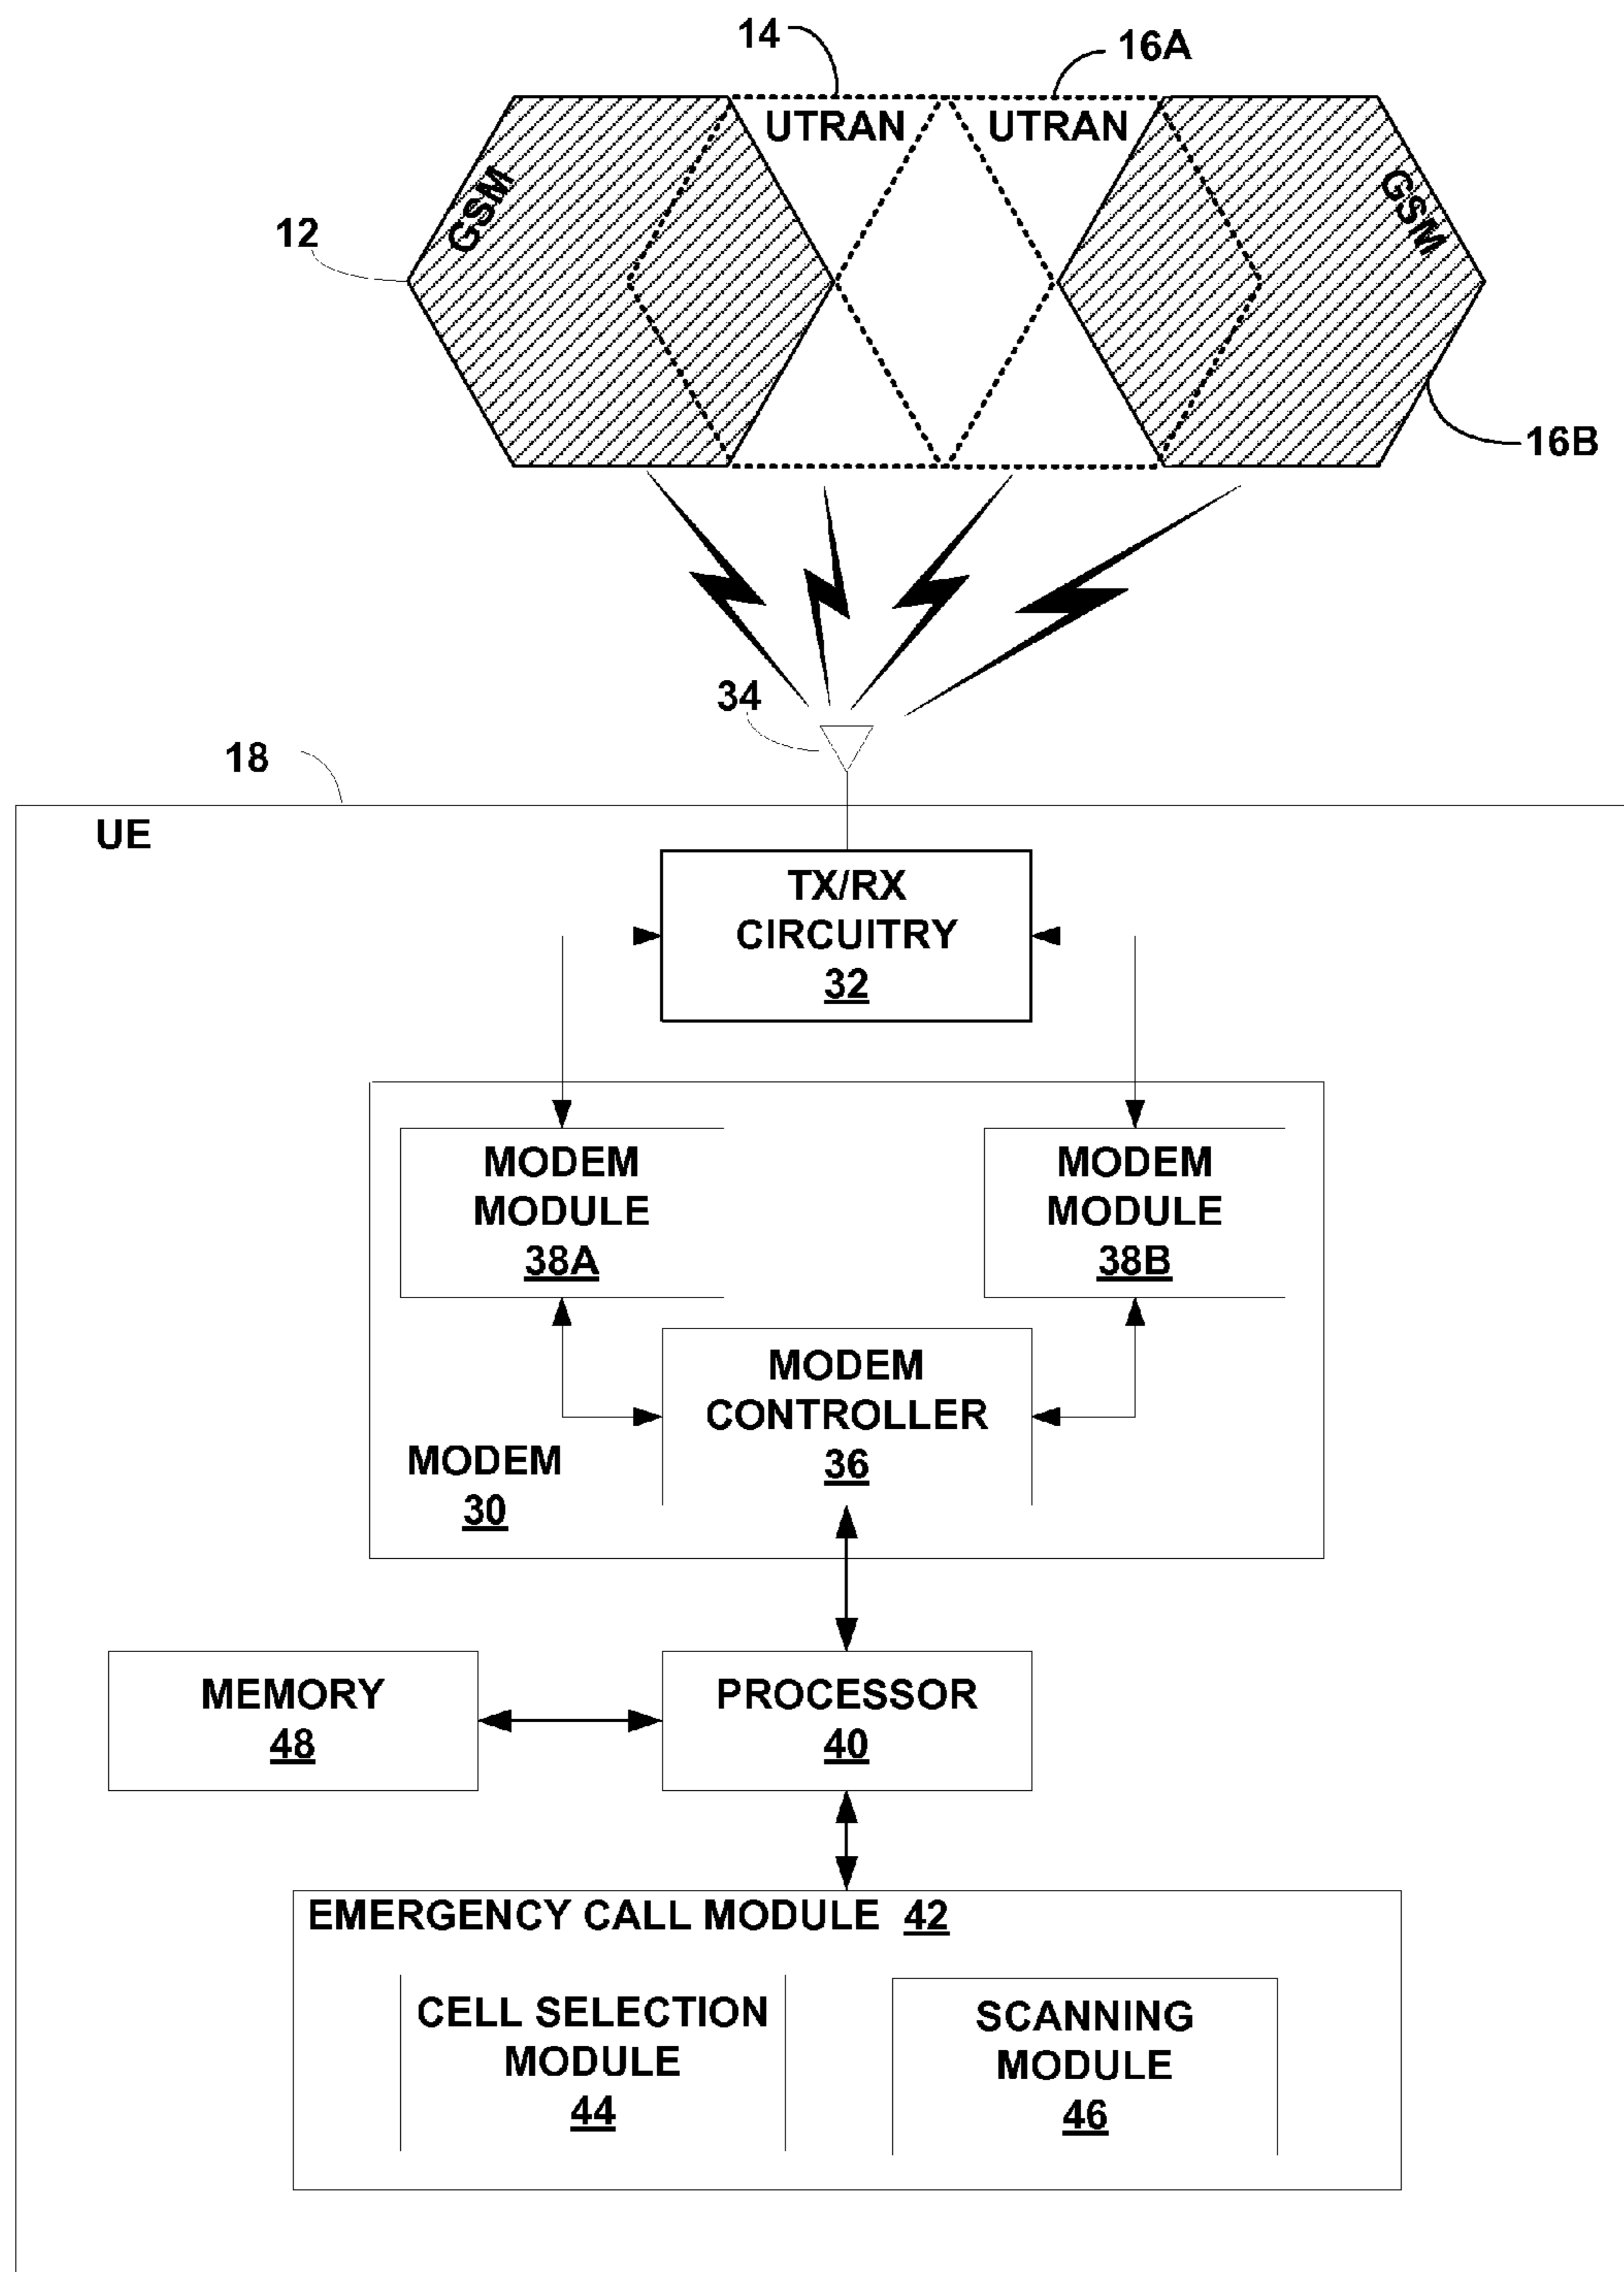 14
16A
UTRAN
UTRAN
GSM
GSM
12
16B
34
18
UE
TX/RX
CIRCUITRY
32
MODEM
MODULE
38A
MODEM
MODULE
38B
MODEM
CONTROLLER
36
MODEM
30
MEMORY
48
PROCESSOR
40
EMERGENCY CALL MODULE 42
CELL SELECTION
MODULE
44
SCANNING
MODULE
46